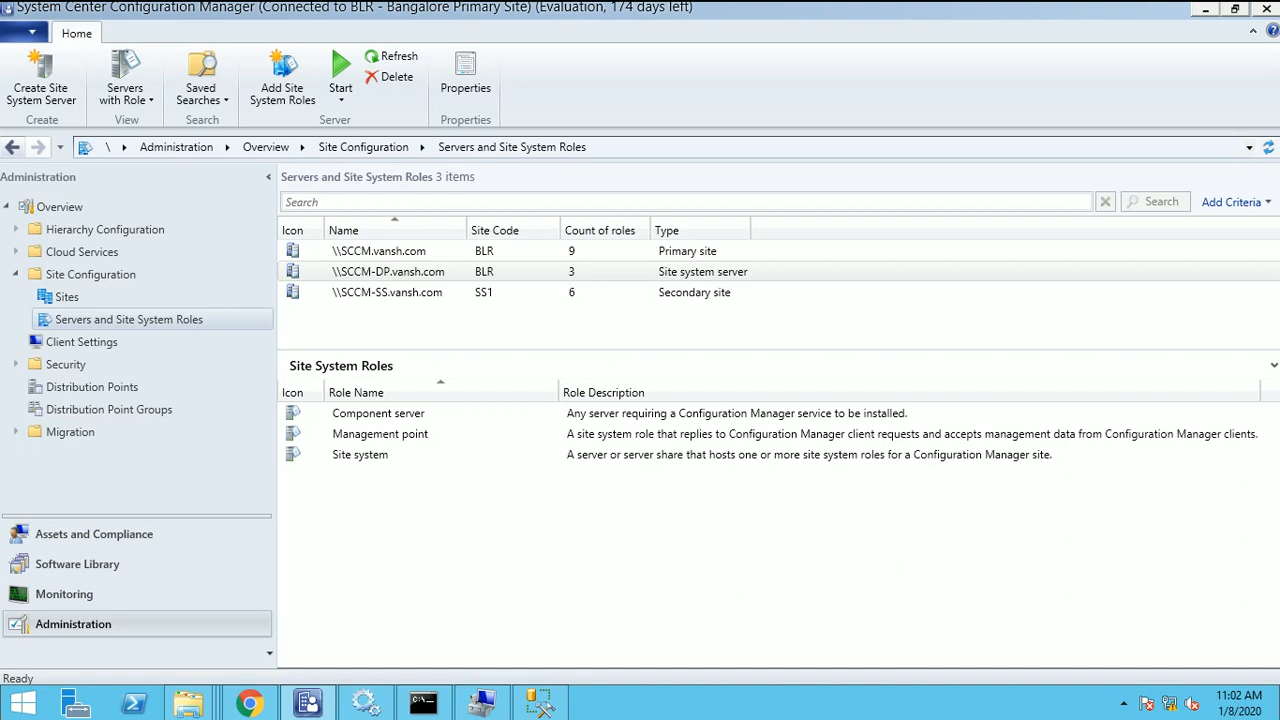 System Center Configuration Manager (Connected to BLR - Bangalore Primary Site) (Evaluation, 174 days left)
Home
Create Site
System Server
Servers
with Role
Saved
Searches
Add Site
System Roles
Start
Refresh
Delete
Properties
Create
View
Search
Server
Properties
\ Administration Overview Site Configuration Servers and Site System Roles
Administration
Overview
Hierarchy Configuration
Cloud Services
Site Configuration
Sites
Servers and Site System Roles
Client Settings
Security
Distribution Points
Distribution Point Groups
Migration
Assets and Compliance
Software Library
Monitoring
Administration
Servers and Site System Roles 3 items
Search Search Add Criteria
Icon Name Site Code Count of roles Type
\\SCCM.vansh.com BLR 9 Primary site
\\SCCM-DP.vansh.com BLR 3 Site system server
\\SCCM-SS.vansh.com SS1 6 Secondary site
Site System Roles
Icon Role Name Role Description
Component server Any server requiring a Configuration Manager service to be installed.
Management point A site system role that replies to Configuration Manager client requests and accepts management data from Configuration Manager clients.
Site system A server or server share that hosts one or more site system roles for a Configuration Manager site.
Ready
11:02 AM
1/8/2020